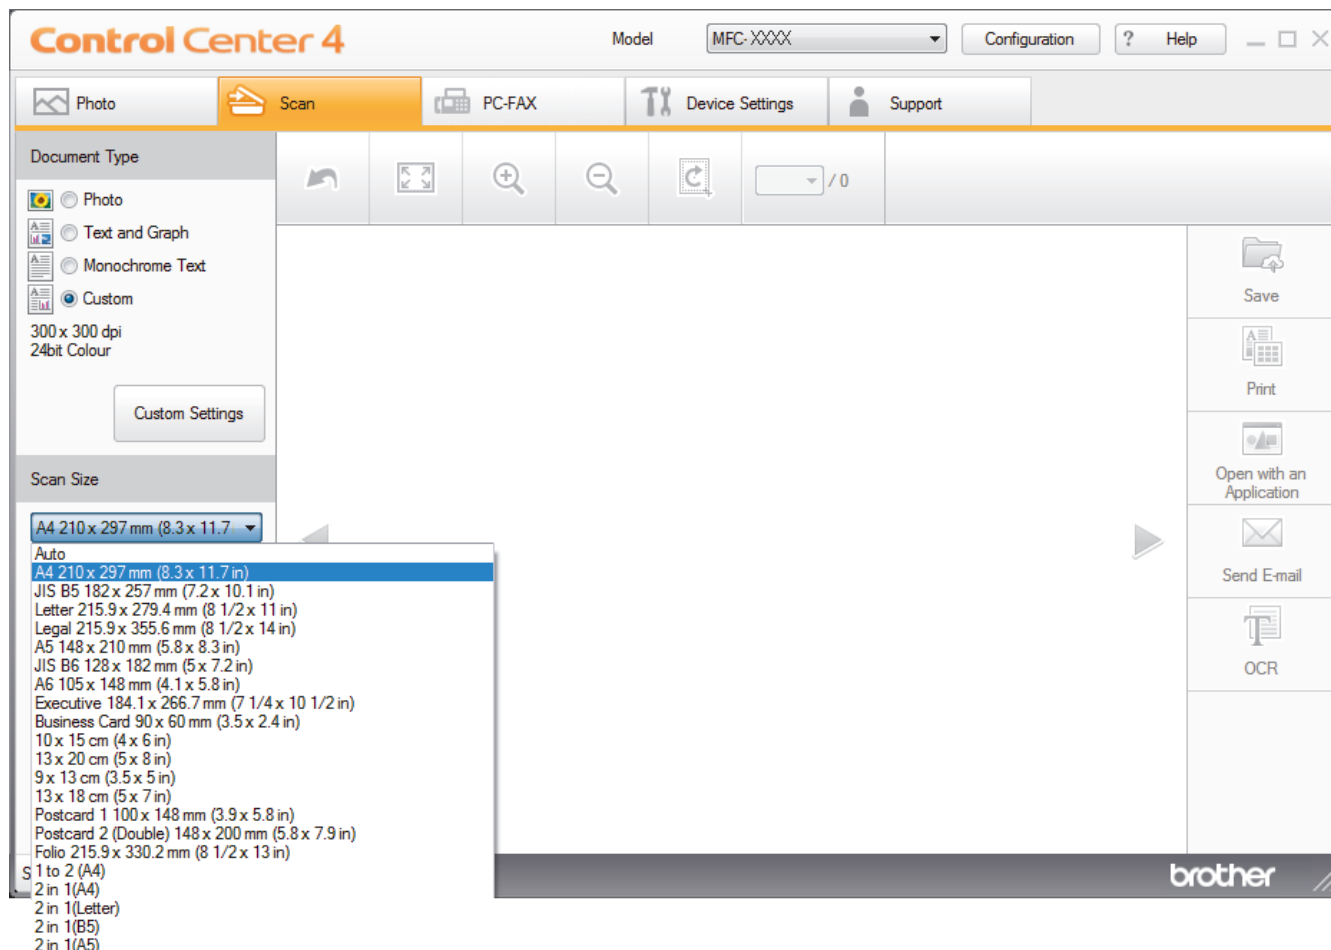 Control Center 4
Model
MFC-XXXX
Configuration
? Help
Photo
Scan
PC-FAX
Device Settings
Support
Document Type
Photo
Text and Graph
Monochrome Text
Custom
300 x 300 dpi
24bit Colour
Custom Settings
Scan Size
A4 210 x 297 mm (8.3 x 11.7
Auto
A4 210 x 297 mm (8.3 x 11.7 in)
JIS B5 182 x 257 mm (7.2 x 10.1 in)
Letter 215.9 x 279.4 mm (8 1/2 x 11 in)
Legal 215.9 x 355.6 mm (8 1/2 x 14 in)
A5 148 x 210 mm (5.8 x 8.3 in)
JIS B6 128 x 182 mm (5 x 7.2 in)
A6 105 x 148 mm (4.1 x 5.8 in)
Executive 184.1 x 266.7 mm (7 1/4 x 10 1/2 in)
Business Card 90 x 60 mm (3.5 x 2.4 in)
10 x 15 cm (4 x 6 in)
13 x 20 cm (5 x 8 in)
9 x 13 cm (3.5 x 5 in)
13 x 18 cm (5 x 7 in)
Postcard 1 100 x 148 mm (3.9 x 5.8 in)
Postcard 2 (Double) 148 x 200 mm (5.8 x 7.9 in)
Folio 215.9 x 330.2 mm (8 1/2 x 13 in)
1 to 2 (A4)
2 in 1(A4)
2 in 1(Letter)
2 in 1(B5)
2 in 1(A5)
/ 0
Save
Print
Open with an
Application
Send E-mail
OCR
brother